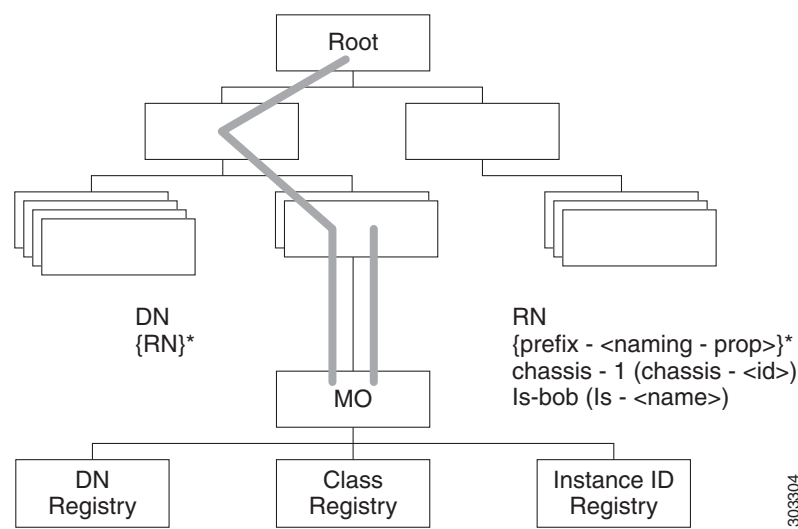 Root
DN
{RN}*
RN
{prefix - <naming - prop>}*
chassis - 1 (chassis - <id>)
ls-bob (ls - <name>)
MO
DN
Registry
Class
Registry
Instance ID
Registry
303304